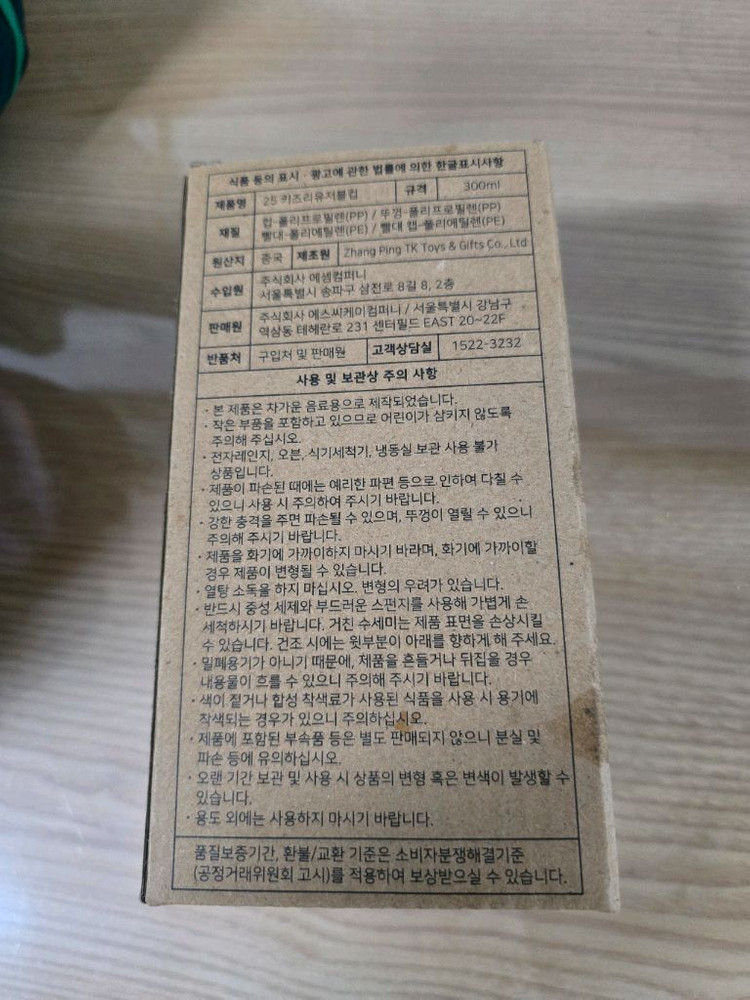 식품 등의 표시 · 광고에 관한 법률에 의한 한글표시사항
제품명 25 키즈리유저블컵 규격 300ml
재질 컵-폴리프로필렌(PP) / 뚜껑-폴리프로필렌(PP)
빨대-폴리에틸렌(PE) / 빨대 캡-폴리에틸렌(PE)
원산지 중국 제조원 Zhang Ping TK Toys & Gifts Co., Ltd
수입원 주식회사 에셈컴퍼니
서울특별시 송파구 삼전로 8길 8, 2층
판매원 주식회사 에스씨케이컴퍼니 / 서울특별시 강남구
역삼동 테헤란로 231 센터필드 EAST 20~22F
반품처 구입처 및 판매원 고객상담실 1522-3232
사용 및 보관상 주의 사항
· 본 제품은 차가운 음료용으로 제작되었습니다.
· 작은 부품을 포함하고 있으므로 어린이가 삼키지 않도록
주의해 주십시오.
· 전자레인지, 오븐, 식기세척기, 냉동실 보관 사용 불가
상품입니다.
· 제품이 파손된 때에는 예리한 파편 등으로 인하여 다칠 수
있으니 사용 시 주의하여 주시기 바랍니다.
· 강한 충격을 주면 파손될 수 있으며, 뚜껑이 열릴 수 있으니
주의해 주시기 바랍니다.
· 제품을 화기에 가까이하지 마시기 바라며, 화기에 가까이할
경우 제품이 변형될 수 있습니다.
· 열탕 소독을 하지 마십시오. 변형의 우려가 있습니다.
· 반드시 중성 세제와 부드러운 스펀지를 사용해 가볍게 손
세척하시기 바랍니다. 거친 수세미는 제품 표면을 손상시킬
수 있습니다. 건조 시에는 윗부분이 아래를 향하게 해 주세요.
· 밀폐용기가 아니기 때문에, 제품을 흔들거나 뒤집을 경우
내용물이 흐를 수 있으니 주의해 주시기 바랍니다.
· 색이 짙거나 합성 착색료가 사용된 식품을 사용 시 용기에
착색되는 경우가 있으니 주의하십시오.
· 제품에 포함된 부속품 등은 별도 판매되지 않으니 분실 및
파손 등에 유의하십시오.
· 오랜 기간 보관 및 사용 시 상품의 변형 혹은 변색이 발생할 수
있습니다.
· 용도 외에는 사용하지 마시기 바랍니다.
품질보증기간, 환불/교환 기준은 소비자분쟁해결기준
(공정거래위원회 고시)를 적용하여 보상받으실 수 있습니다.